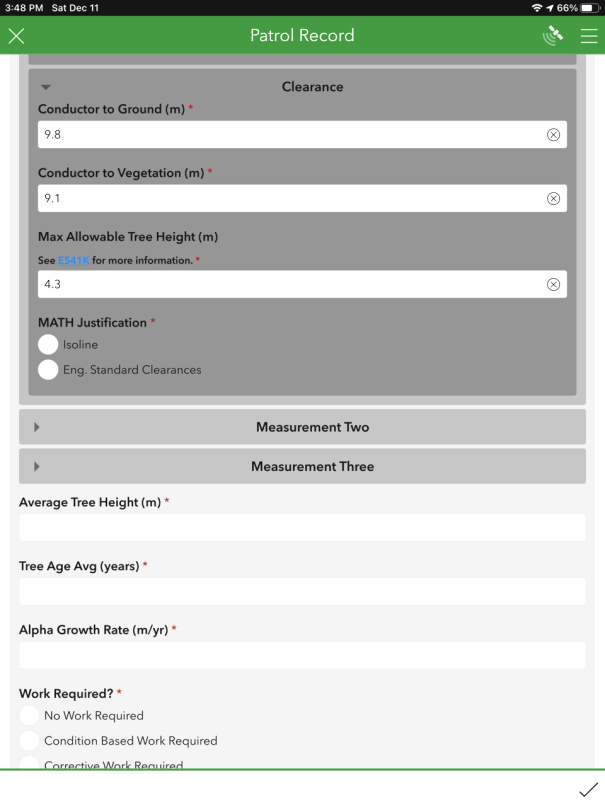 3:48 PM Sat Dec 11
66%
Patrol Record
Clearance
Conductor to Ground (m) *
9.8
Conductor to Vegetation (m) *
9.1
Max Allowable Tree Height (m)
See ES41K for more information. *
4.3
MATH Justification *
Isoline
Eng. Standard Clearances
Measurement Two
Measurement Three
Average Tree Height (m) *
Tree Age Avg (years) *
Alpha Growth Rate (m/yr) *
Work Required? *
No Work Required
Condition Based Work Required
Corrective Work Required